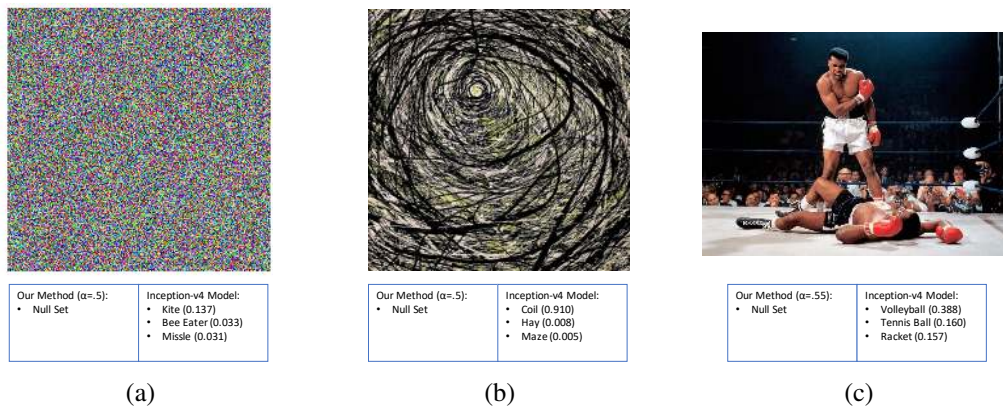 Our Method (α=.5):
• Null Set
Inception-v4 Model:
• Kite (0.137)
• Bee Eater (0.033)
• Missle (0.031)
(a)
Our Method (α=.5):
• Null Set
Inception-v4 Model:
• Coil (0.910)
• Hay (0.008)
• Maze (0.005)
(b)
Our Method (α=.55):
• Null Set
Inception-v4 Model:
• Volleyball (0.388)
• Tennis Ball (0.160)
• Racket (0.157)
(c)